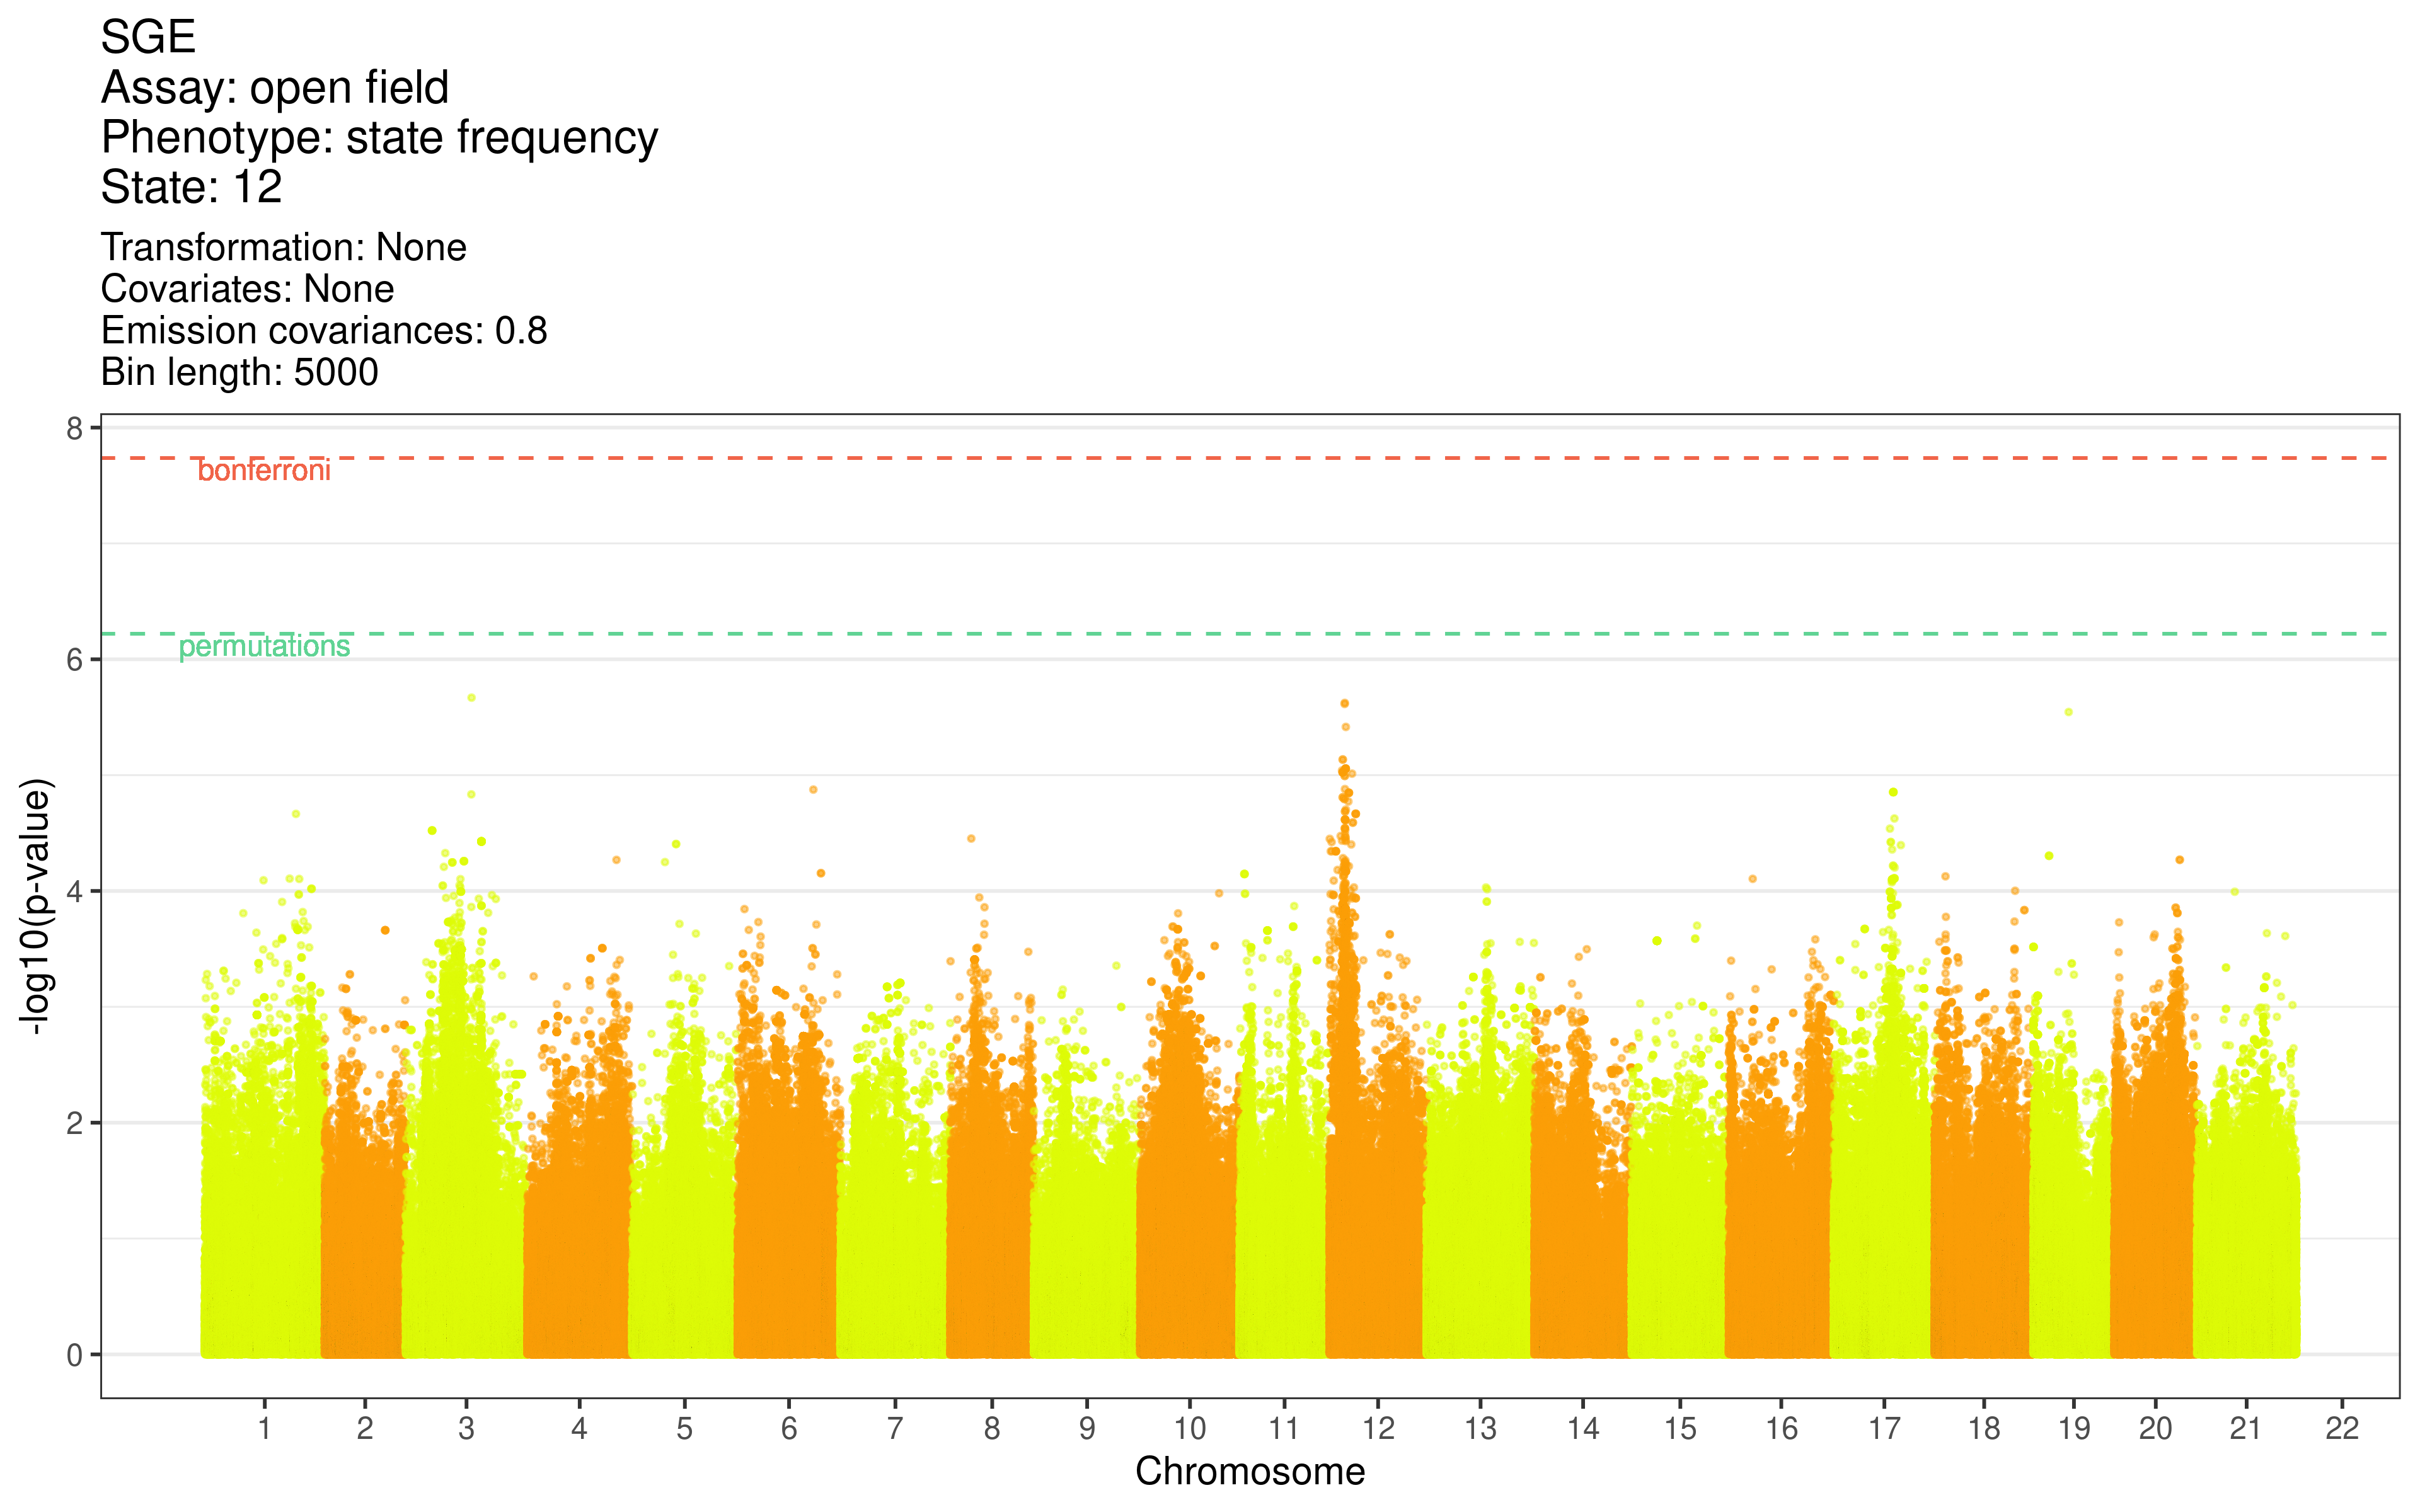 SGE
Assay: open field
Phenotype: state frequency
State: 12
Transformation: None
Covariates: None
Emission covariances: 0.8
Bin length: 5000
8
bonferroni
permutations
6
4
2
0
-log10(p-value)
1 2 3 4 5 6 7 8 9 10 11 12 13 14 15 16 17 18 19 20 21 22
Chromosome